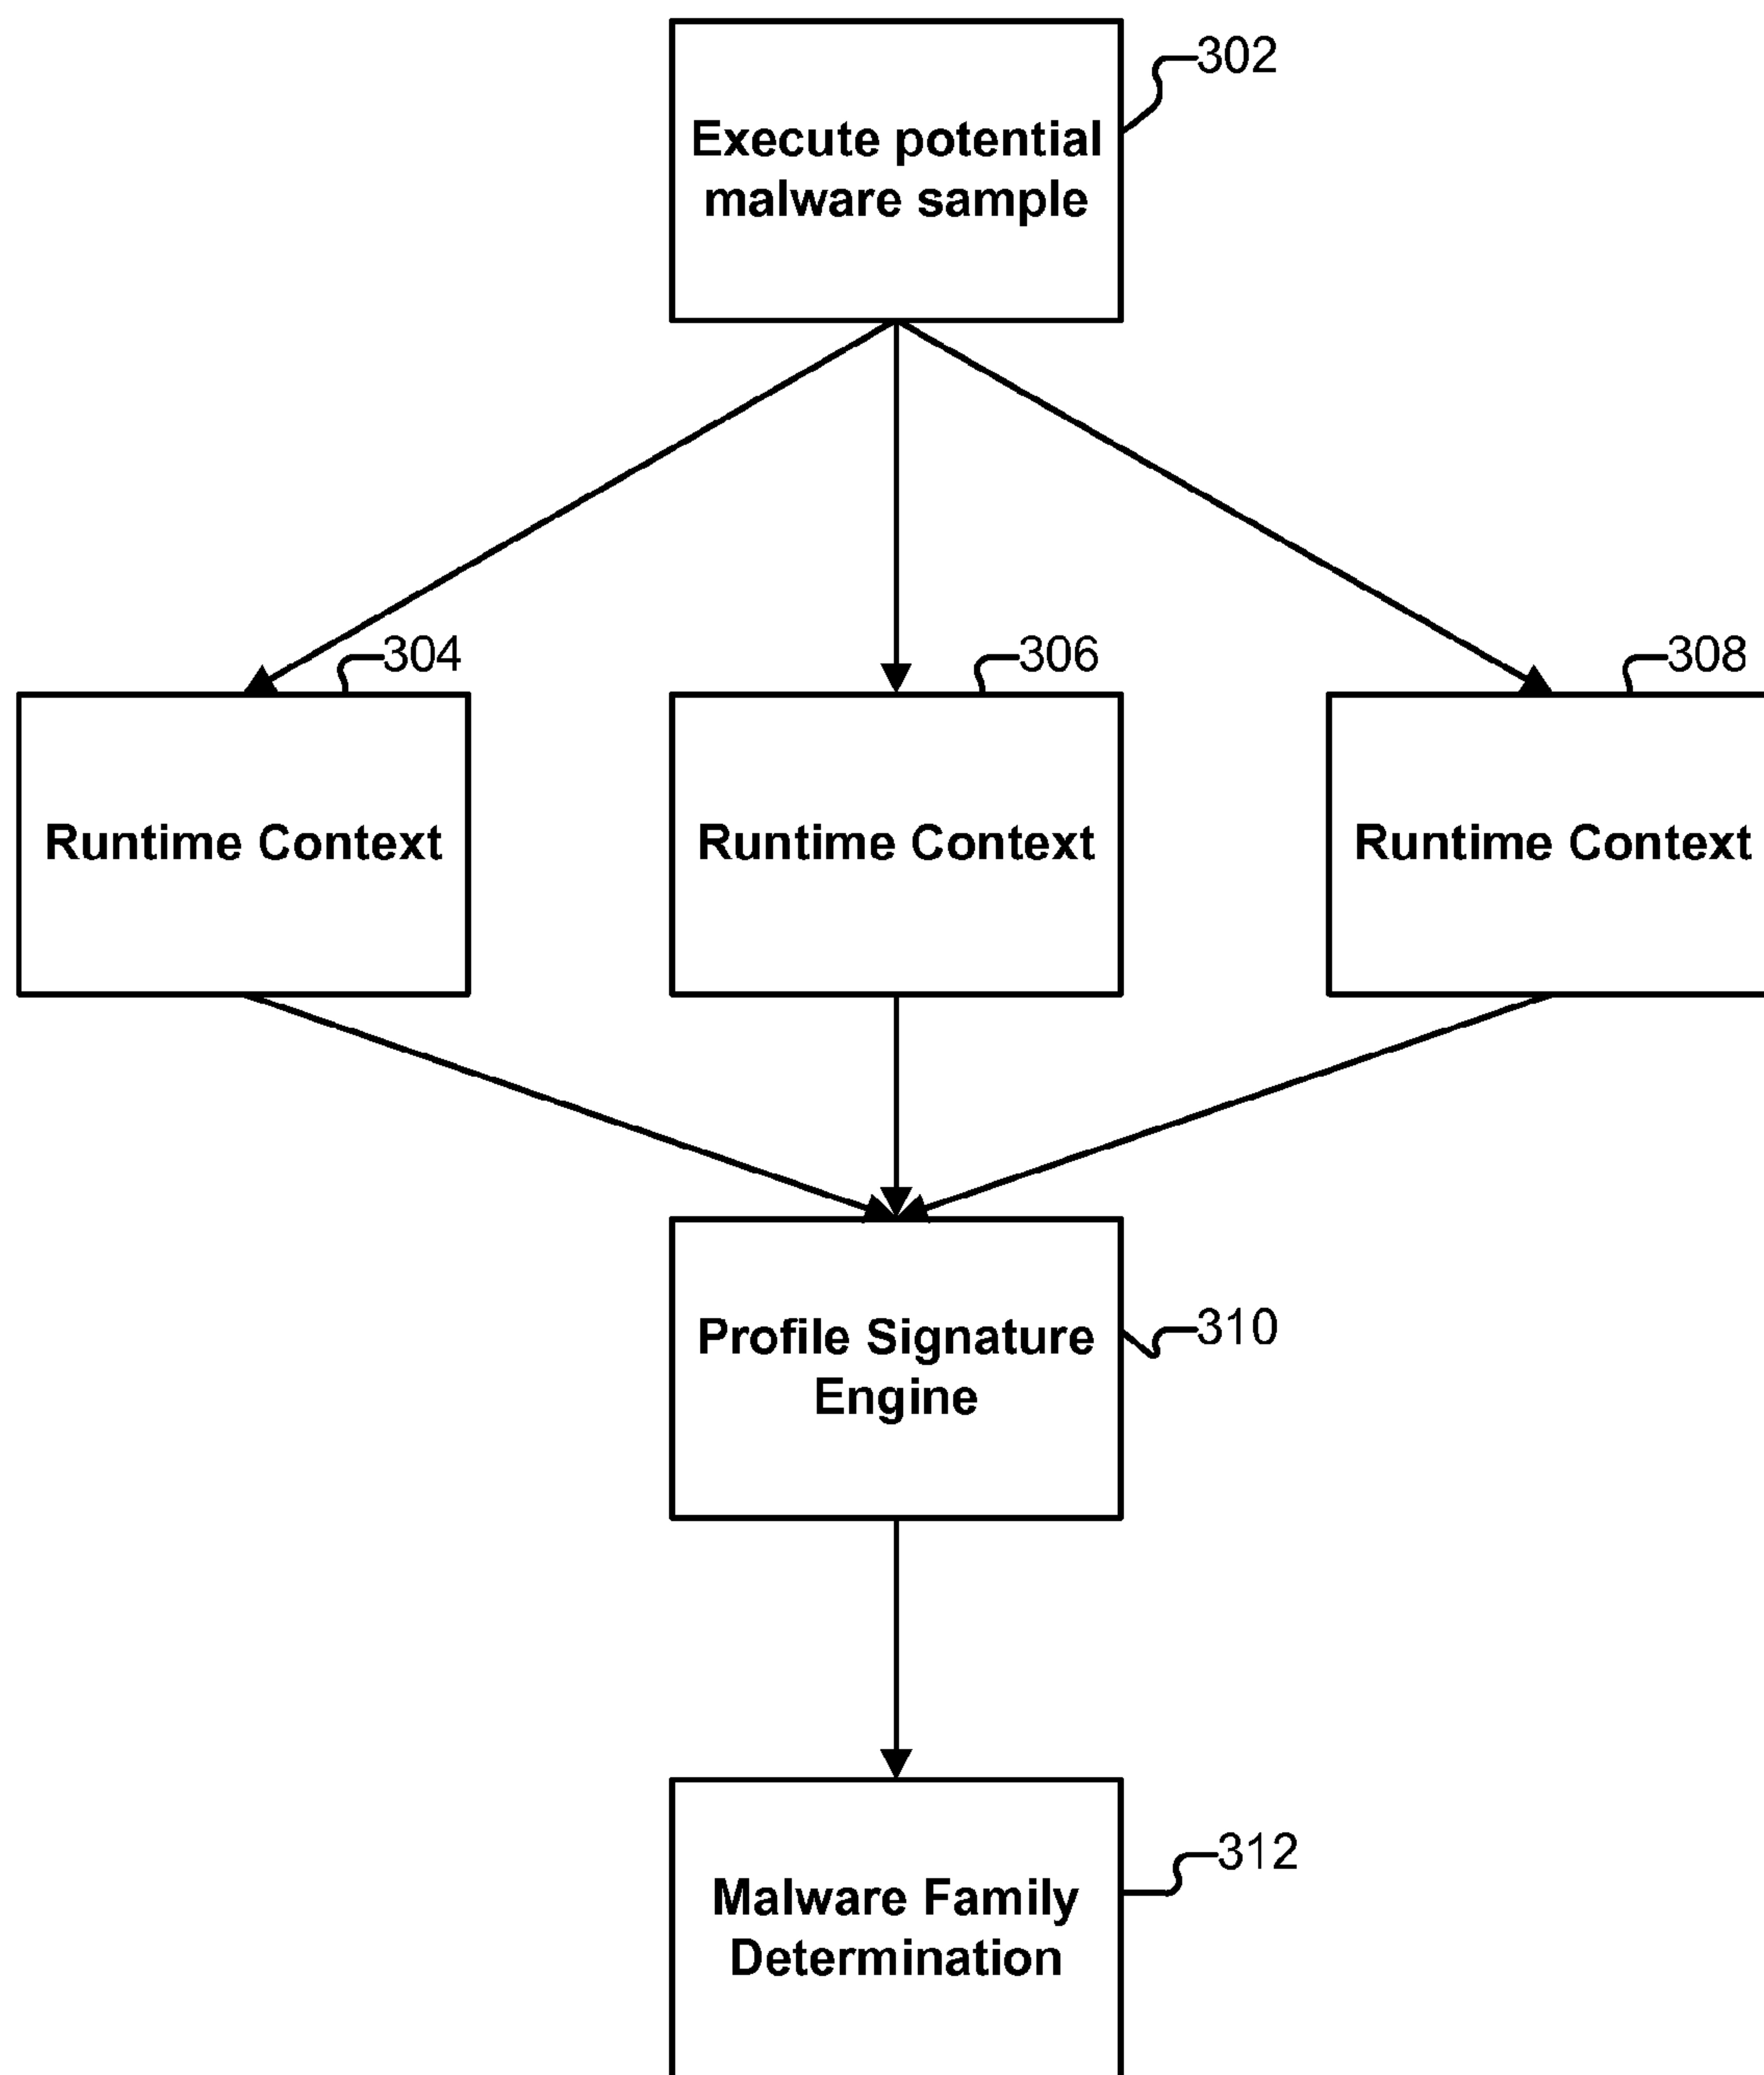 302
Execute potential
malware sample
304
306
308
Runtime Context
Runtime Context
Runtime Context
Profile Signature
Engine
310
Malware Family
Determination
312